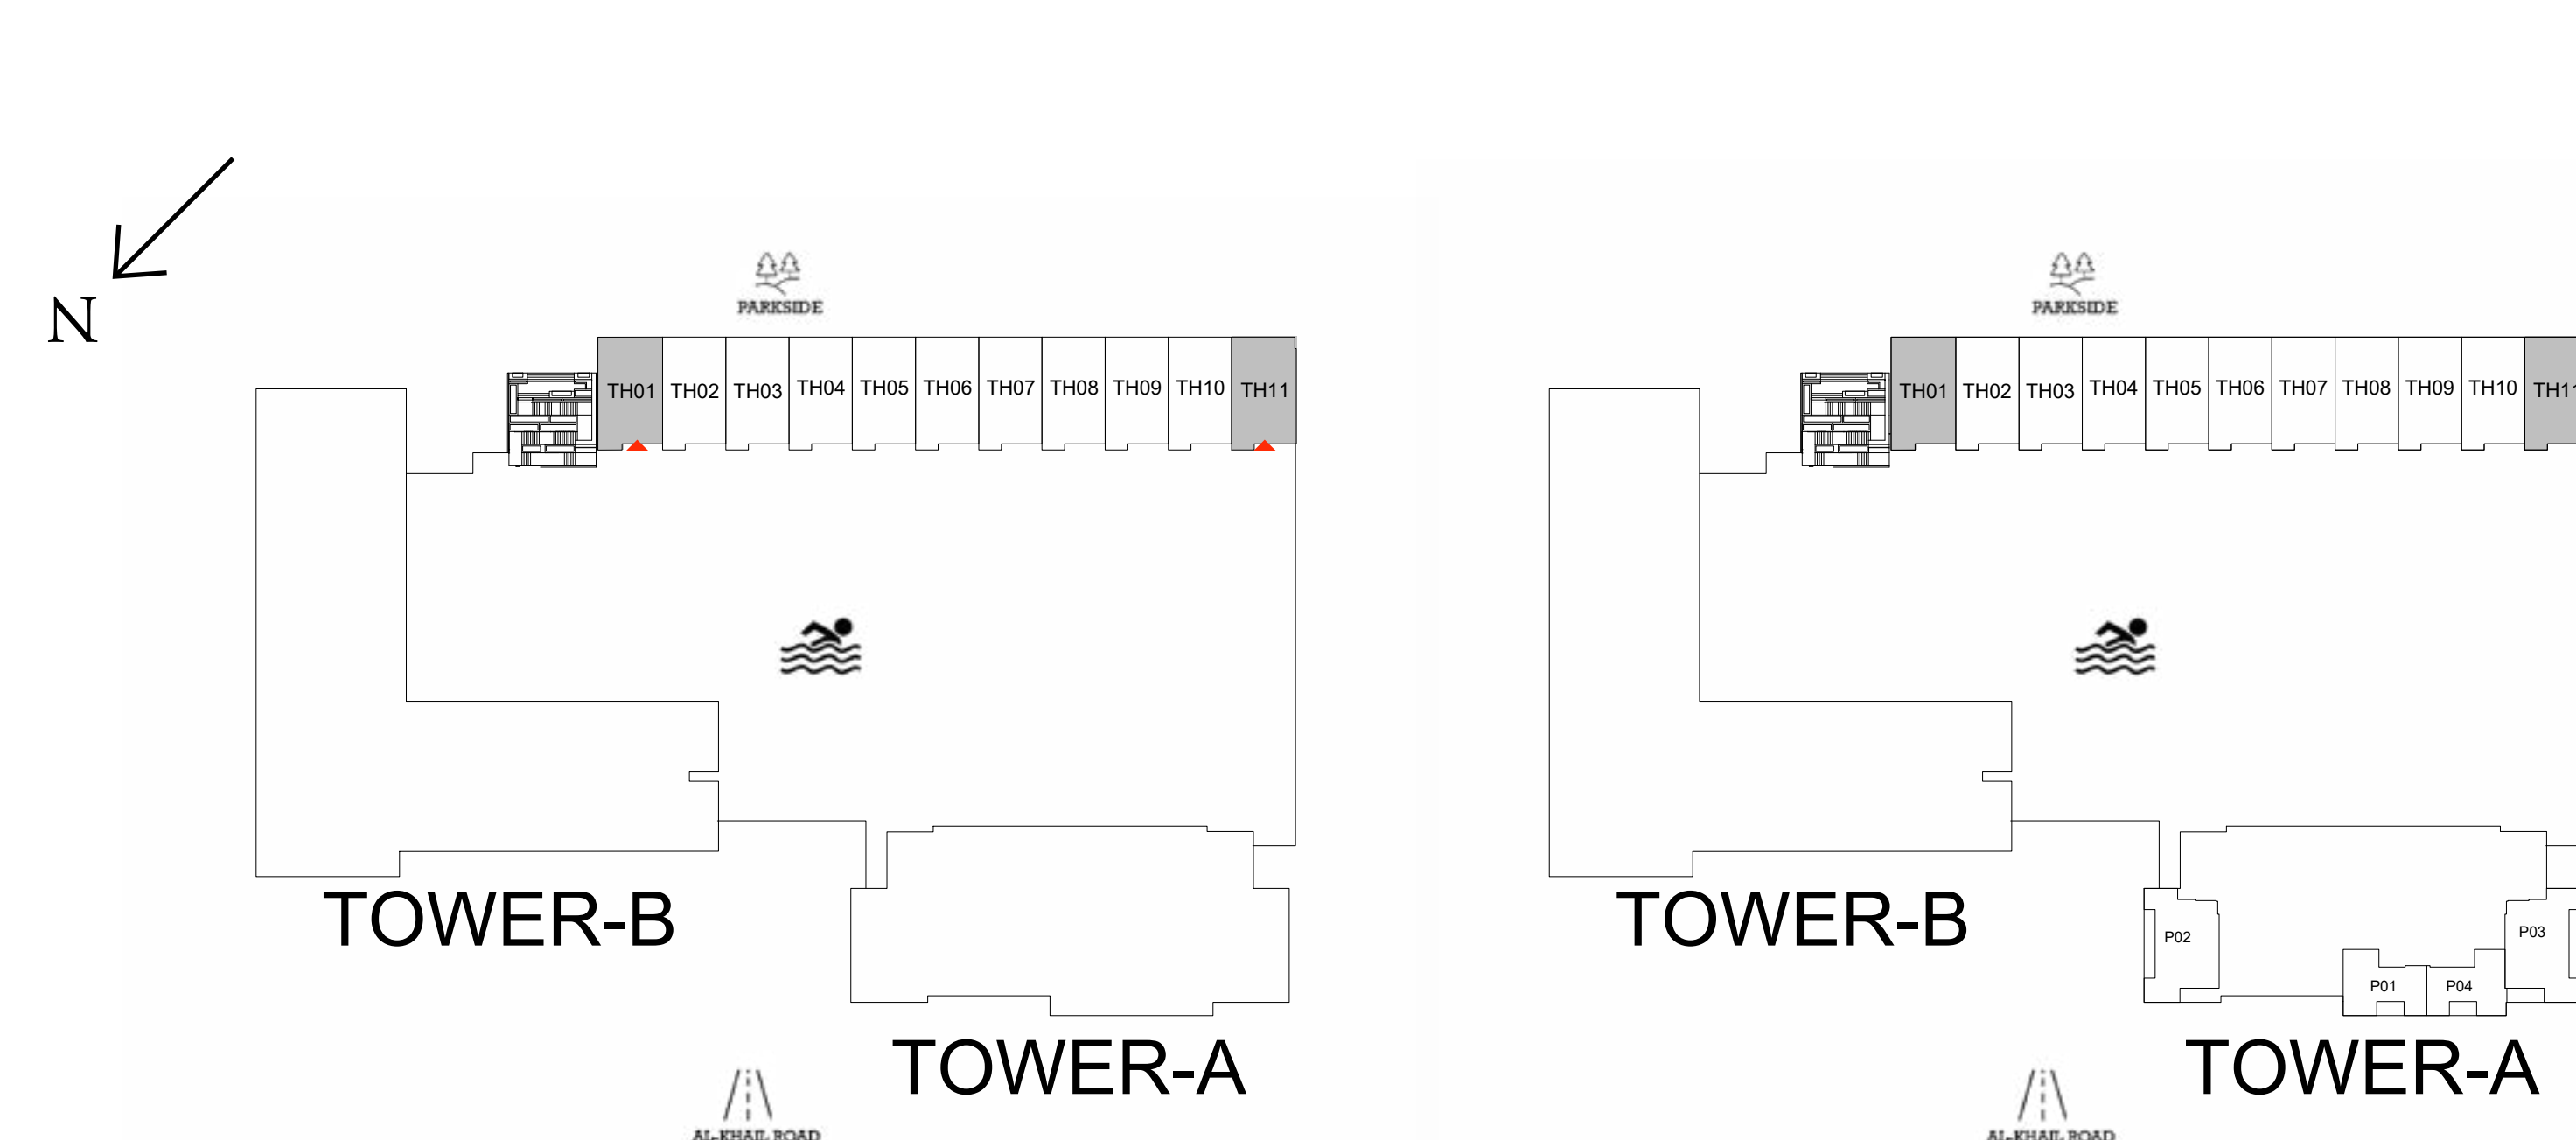 N
PARKSIDE
TH01 TH02 TH03 TH04 TH05 TH06 TH07 TH08 TH09 TH10 TH11
TOWER-B
TOWER-A
AL-KHAIL ROAD
PARKSIDE
TH01 TH02 TH03 TH04 TH05 TH06 TH07 TH08 TH09 TH10 TH11
P02
P03
P01 P04
TOWER-B
TOWER-A
AL-KHAIL ROAD